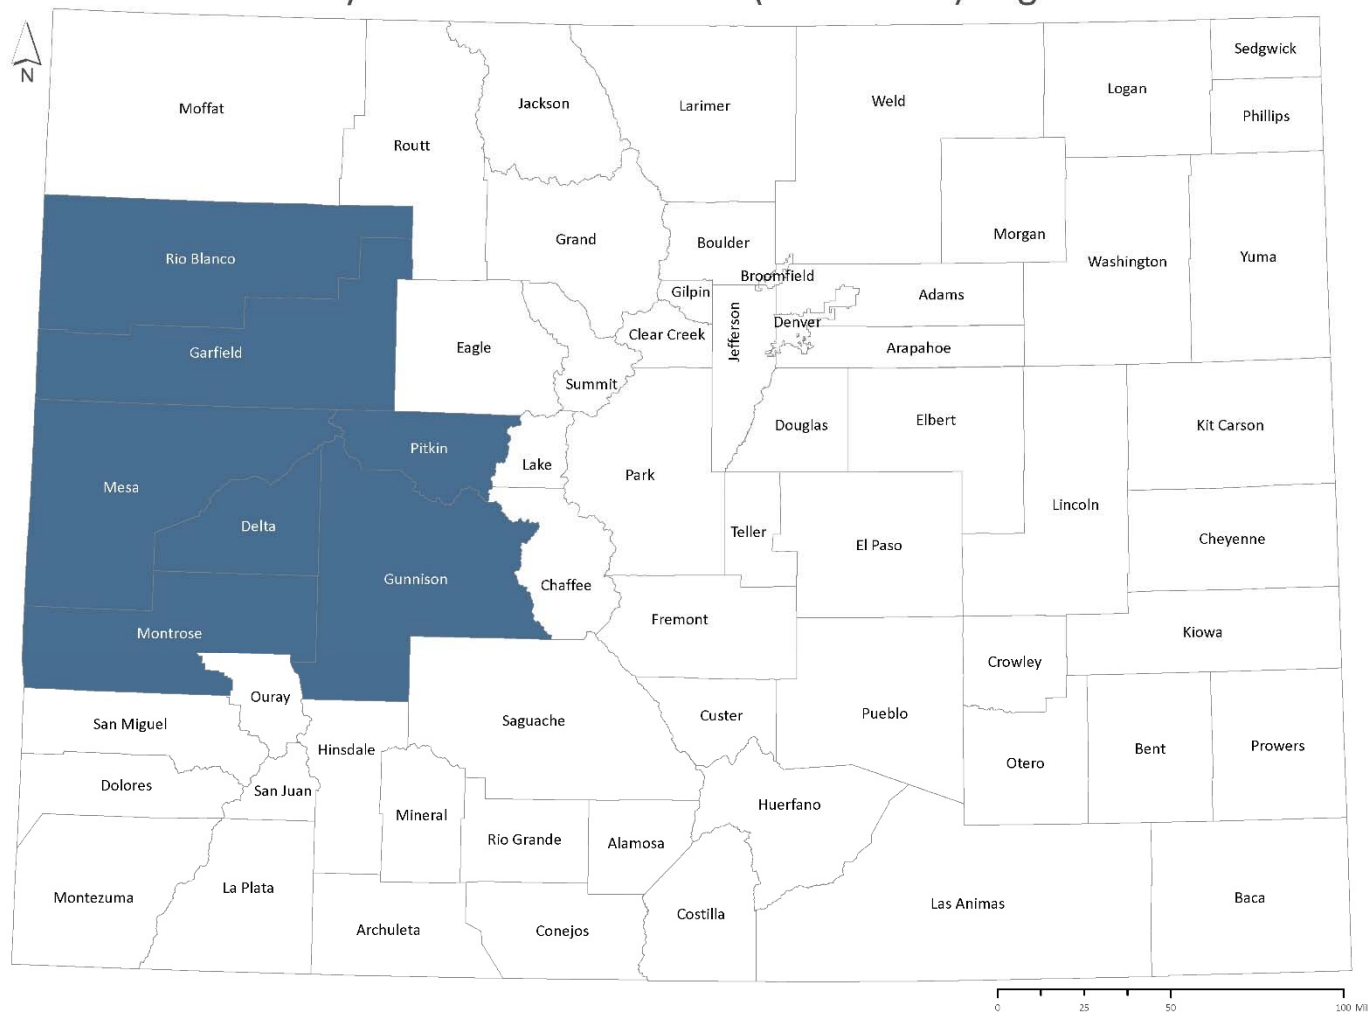 N
Moffat
Routt
Jackson
Larimer
Weld
Logan
Sedgwick
Phillips
Rio Blanco
Grand
Boulder
Morgan
Washington
Yuma
Broomfield
Gilpin
Adams
Garfield
Eagle
Clear Creek
Jefferson
Denver
Arapahoe
Summit
Douglas
Elbert
Kit Carson
Pitkin
Lake
Park
Mesa
Delta
Teller
El Paso
Lincoln
Cheyenne
Gunnison
Chaffee
Fremont
Montrose
Kiowa
Crowley
Ouray
San Miguel
Hinsdale
Saguache
Custer
Pueblo
Otero
Bent
Prowers
Dolores
San Juan
Mineral
Rio Grande
Alamosa
Huerfano
Montezuma
La Plata
Archuleta
Conejos
Costilla
Las Animas
Baca
0 25 50 100 Mi